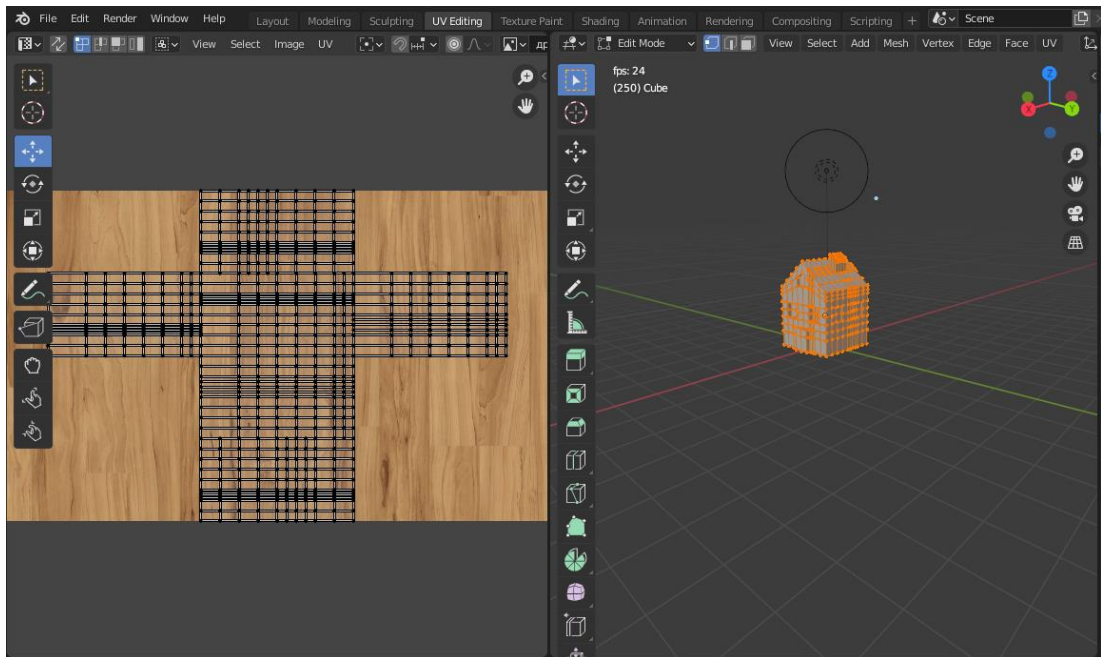 File Edit Render Window Help Layout Modeling Sculpting UV Editing Texture Paint Shading Animation Rendering Compositing Scripting + Scene
View Select Image UV др Edit Mode View Select Add Mesh Vertex Edge Face UV
fps: 24
(250) Cube
Z
X
Y